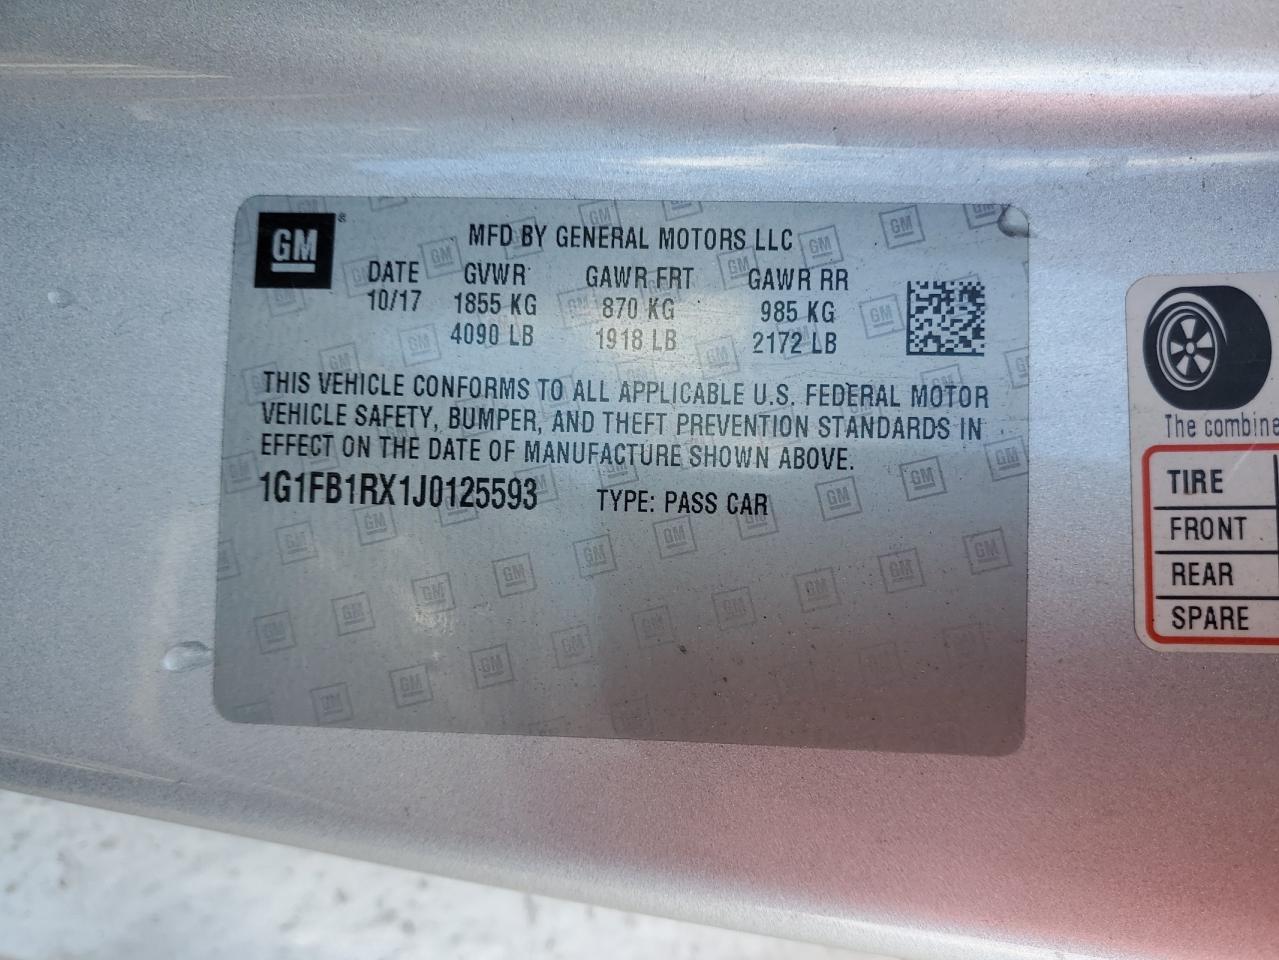 GM®
MFD BY GENERAL MOTORS LLC
DATE GVWR GAWR FRT GAWR RR
10/17 1855 KG 870 KG 985 KG
4090 LB 1918 LB 2172 LB
THIS VEHICLE CONFORMS TO ALL APPLICABLE U.S. FEDERAL MOTOR
VEHICLE SAFETY, BUMPER, AND THEFT PREVENTION STANDARDS IN
EFFECT ON THE DATE OF MANUFACTURE SHOWN ABOVE.
1G1FB1RX1J0125593 TYPE: PASS CAR
The combine
TIRE
FRONT
REAR
SPARE